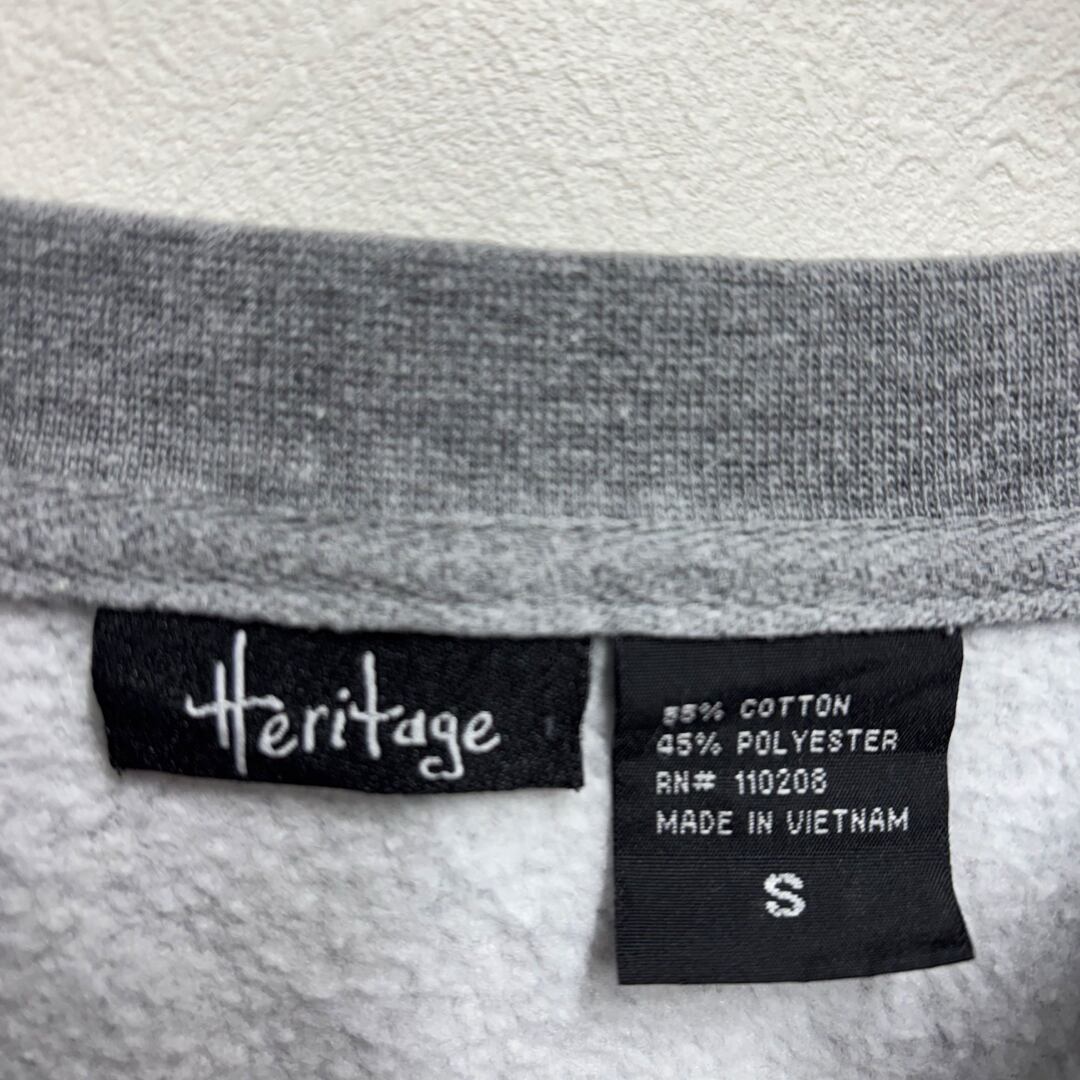 Heritage
55% COTTON
45% POLYESTER
RN# 110208
MADE IN VIETNAM
S